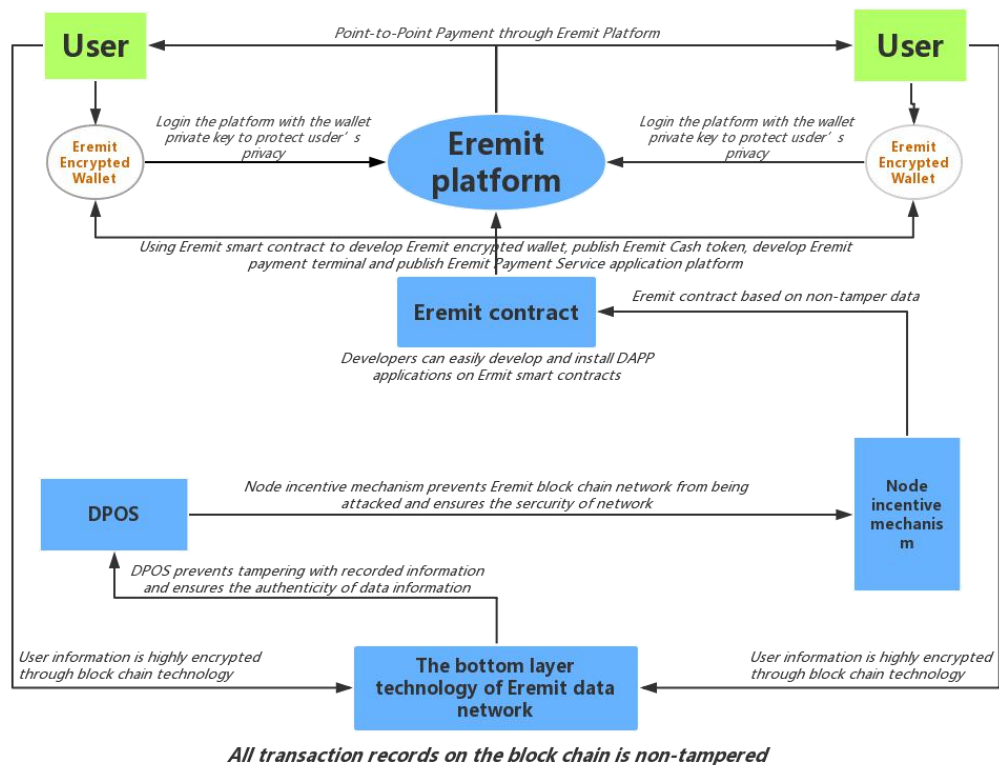 User
Point-to-Point Payment through Eremit Platform
User
Login the platform with the wallet
private key to protect usder's
privacy
Login the platform with the wallet
private key to protect usder's
privacy
Eremit
Encrypted
Wallet
Eremit
platform
Eremit
Encrypted
Wallet
Using Eremit smart contract to develop Eremit encrypted wallet, publish Eremit Cash token, develop Eremit
payment terminal and publish Eremit Payment Service application platform
Eremit contract
Eremit contract based on non-tamper data
Developers can easily develop and install DAPP
applications on Ermit smart contracts
DPOS
Node incentive mechanism prevents Eremit block chain network from being
attacked and ensures the sercurity of network
Node
incentive
mechanis
m
DPOS prevents tampering with recorded information
and ensures the authenticity of data information
User information is highly encrypted
through block chain technology
The bottom layer
technology of Eremit data
network
User information is highly encrypted
through block chain technology
All transaction records on the block chain is non-tampered